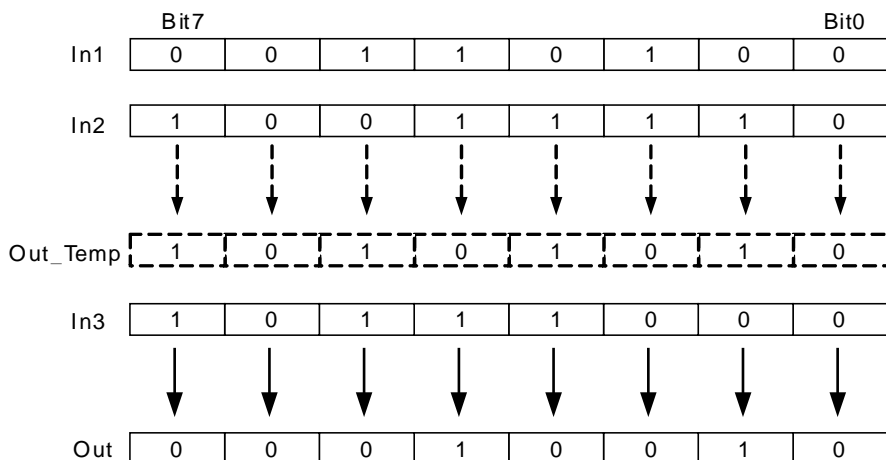 Bit7 Bit0
In1 0 0 1 1 0 1 0 0
In2 1 0 0 1 1 1 1 0
Out_Temp 1 0 1 0 1 0 1 0
In3 1 0 1 1 1 0 0 0
Out 0 0 0 1 0 0 1 0